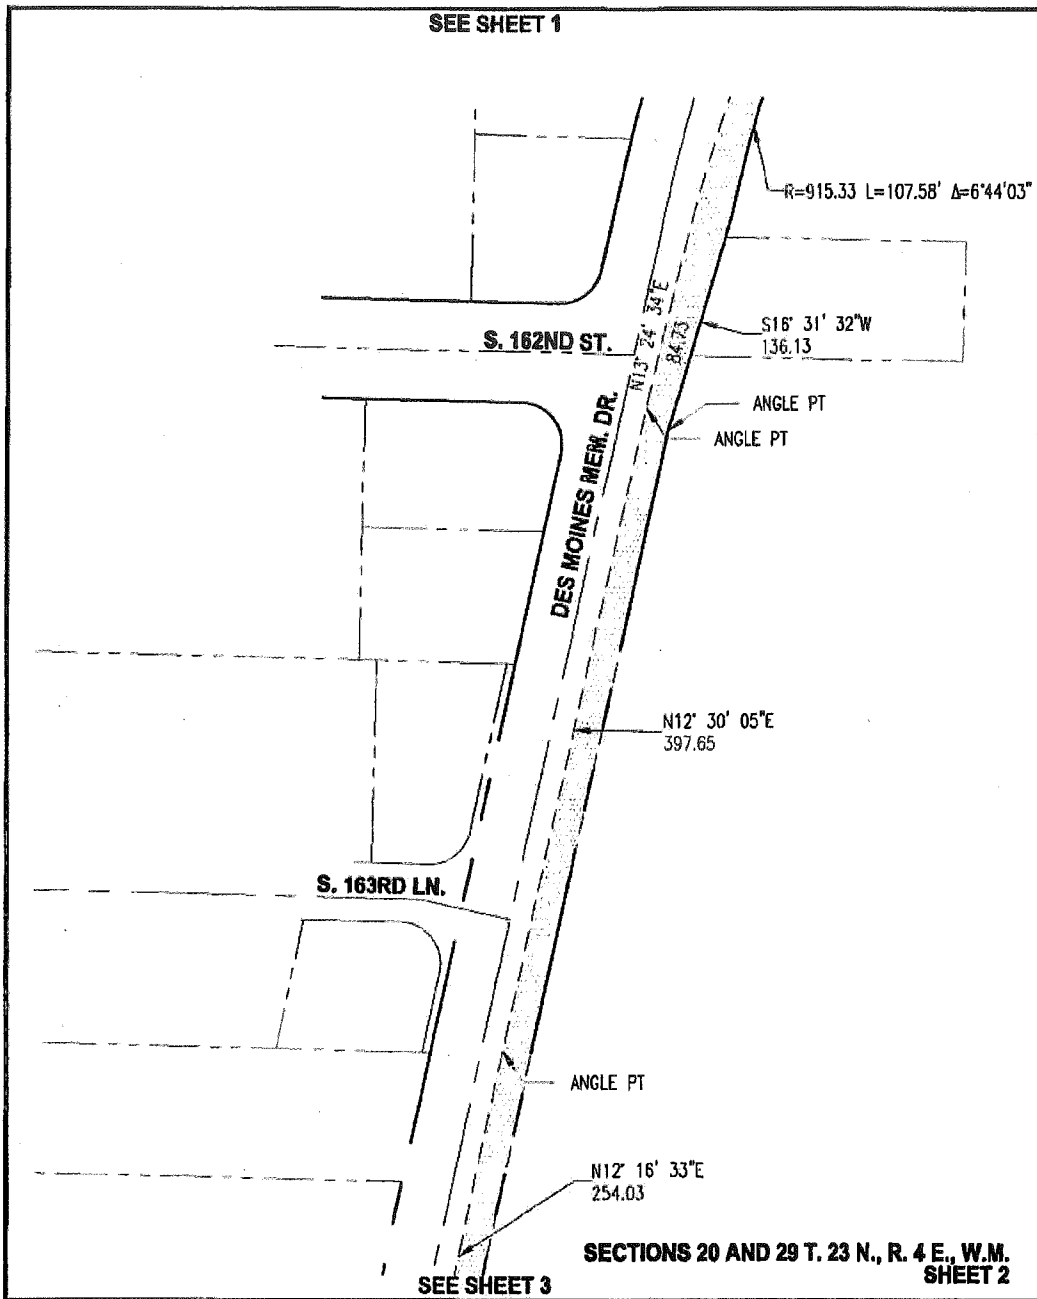 SEE SHEET 1
R=915.33 L=107.58' Δ=6°44'03"
S16° 31' 32"W
136.13
S. 162ND ST.
N13° 24' 34"E
84.73
ANGLE PT
ANGLE PT
DES MOINES MEM. DR.
N12° 30' 05"E
397.65
S. 163RD LN.
ANGLE PT
N12° 16' 33"E
254.03
SECTIONS 20 AND 29 T. 23 N., R. 4 E., W.M.
SHEET 2
SEE SHEET 3